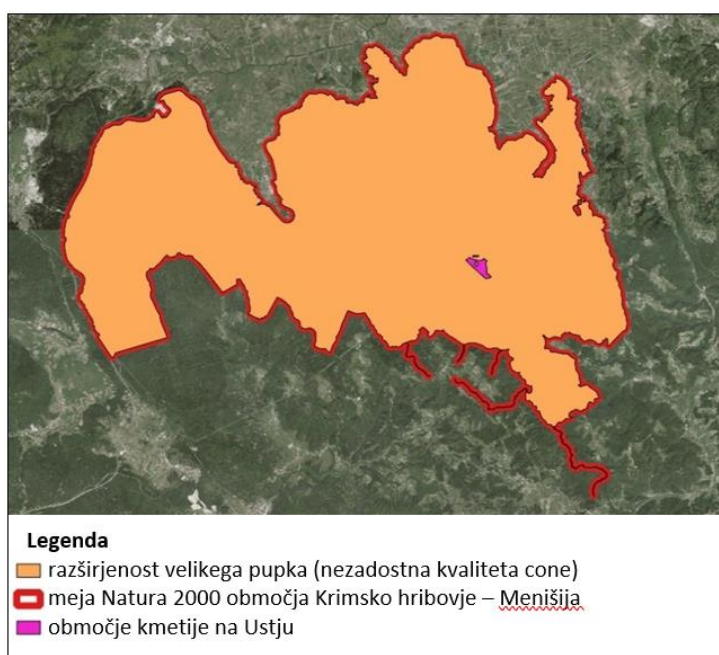 Legenda
razširjenost velikega pupka (nezadostna kvaliteta cone)
meja Natura 2000 območja Krimsko hribovje – Menišija
območje kmetije na Ustju